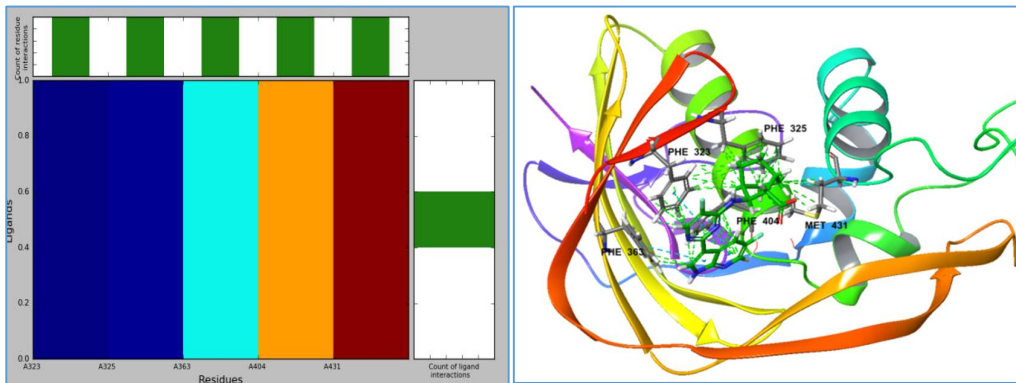 Count of residue
interactions
1.0
0.8
0.6
0.4
0.2
0.0
Ligands
A323
A325
A363
A404
A431
Residues
Count of ligand
interactions
PHE 325
PHE 323
PHE 404
MET 431
PHE 363